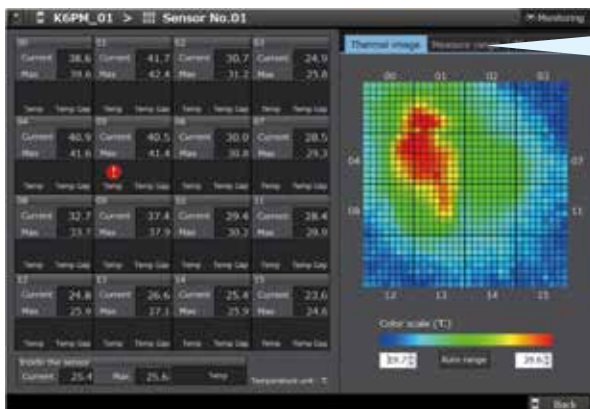 K6PM_01 > Sensor No.01 Monitoring
Thermal image Measure range
00 01 02 03
Current 38.6 Current 41.7 Current 30.7 Current 24.9
Max 39.6 Max 42.4 Max 31.2 Max 25.8
Temp Temp Gap Temp Temp Gap Temp Temp Gap Temp Temp Gap
04 05 06 07
Current 40.9 Current 40.5 Current 30.0 Current 28.5
Max 41.6 Max 41.4 Max 30.8 Max 29.3
Temp Temp Gap Temp Temp Gap Temp Temp Gap Temp Temp Gap
08 09 10 11
Current 32.7 Current 37.4 Current 29.4 Current 28.4
Max 33.7 Max 37.9 Max 30.2 Max 28.9
Temp Temp Gap Temp Temp Gap Temp Temp Gap Temp Temp Gap
12 13 14 15
Current 24.8 Current 26.6 Current 25.4 Current 23.6
Max 25.9 Max 27.1 Max 25.9 Max 24.6
Temp Temp Gap Temp Temp Gap Temp Temp Gap Temp Temp Gap
Inside the sensor
Current 25.4 Max 25.6 Temp Temperature unit : ℃
00 01 02 03
04 07
08 11
12 13 14 15
Color scale (℃)
Auto range 39.6
Back